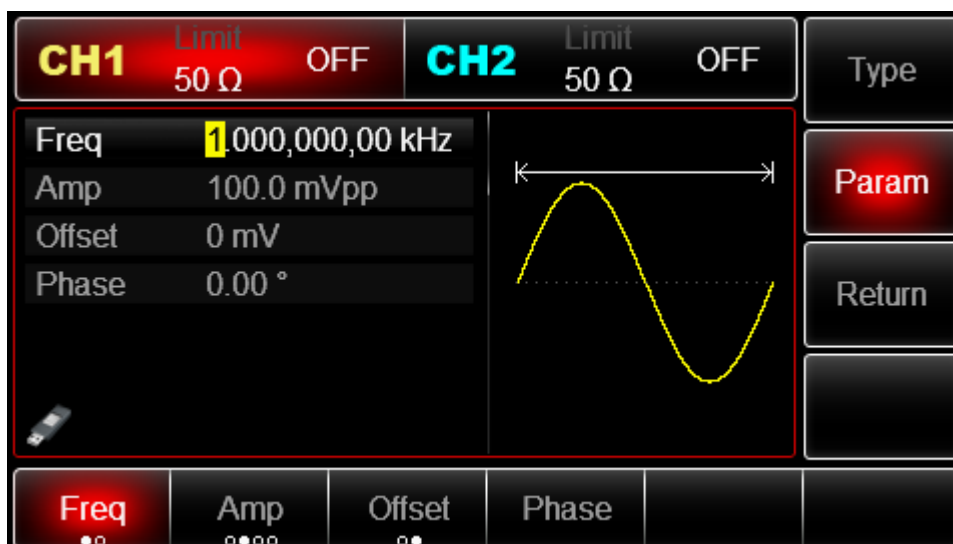 CH1 Limit 50 Ω OFF
CH2 Limit 50 Ω OFF
Type
Freq 1.000,000,00 kHz
Amp 100.0 mVpp
Offset 0 mV
Phase 0.00 °
Param
Return
Freq Amp Offset Phase